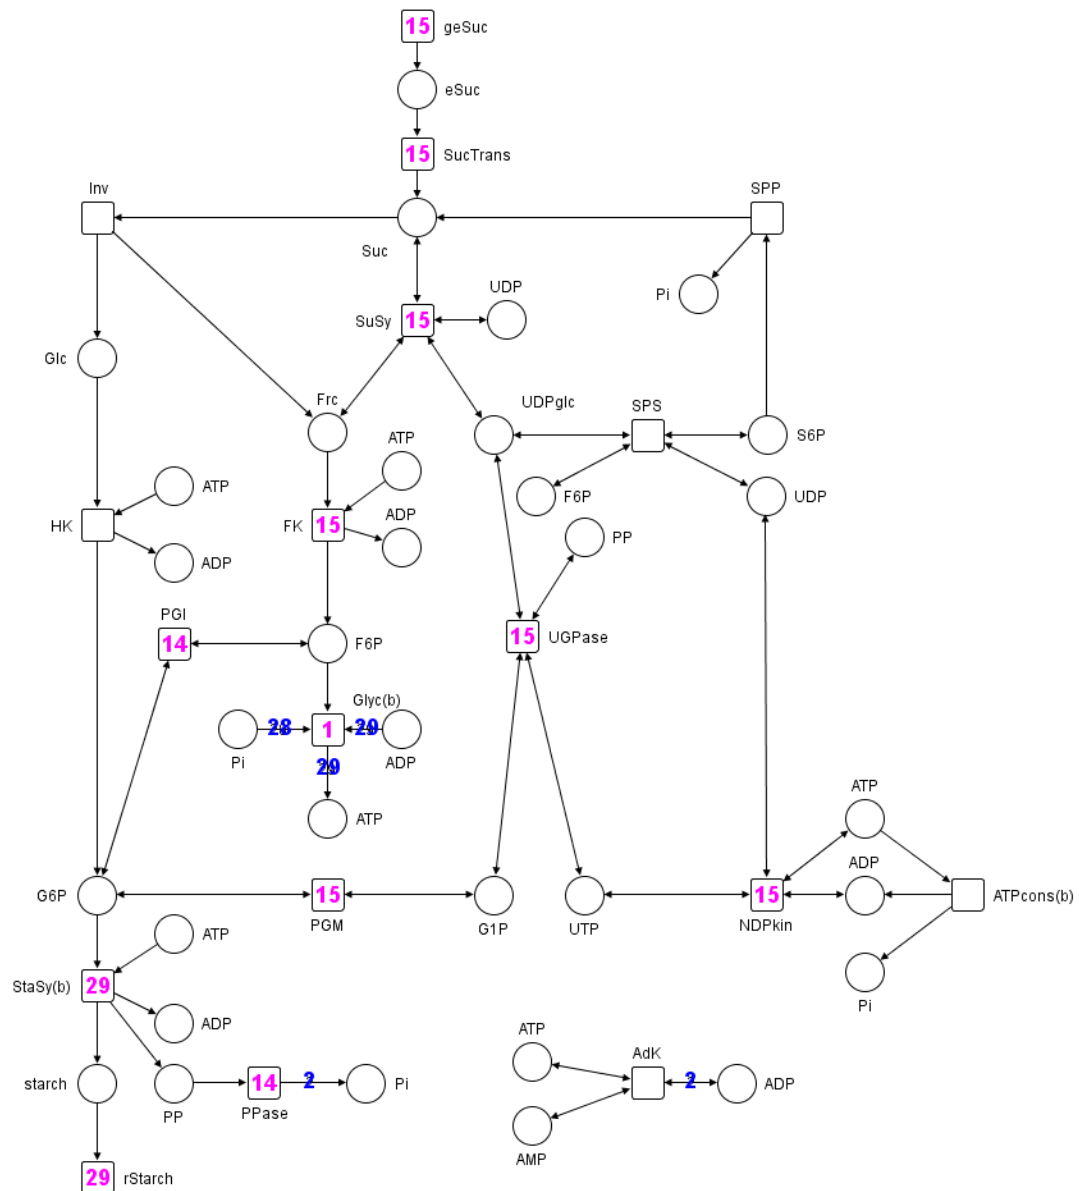 15 geSuc
eSuc
15 SucTrans
Inv
SPP
Suc
Pi
UDP
SuSy 15
Glc
Frc
UDPglc
SPS
S6P
ATP
ATP
F6P
UDP
HK
FK 15
ADP
PP
ADP
PGI
14
F6P
15 UGPase
Glyc(b)
28
1
29
Pi
ADP
29
ATP
ATP
ADP
G6P
15
PGM
G1P
UTP
15
NDPkin
ATPcons(b)
ATP
Pi
StaSy(b) 29
ADP
ATP
AdK
starch
PP
14
2
Pi
PPase
2
ADP
AMP
29 rStarch